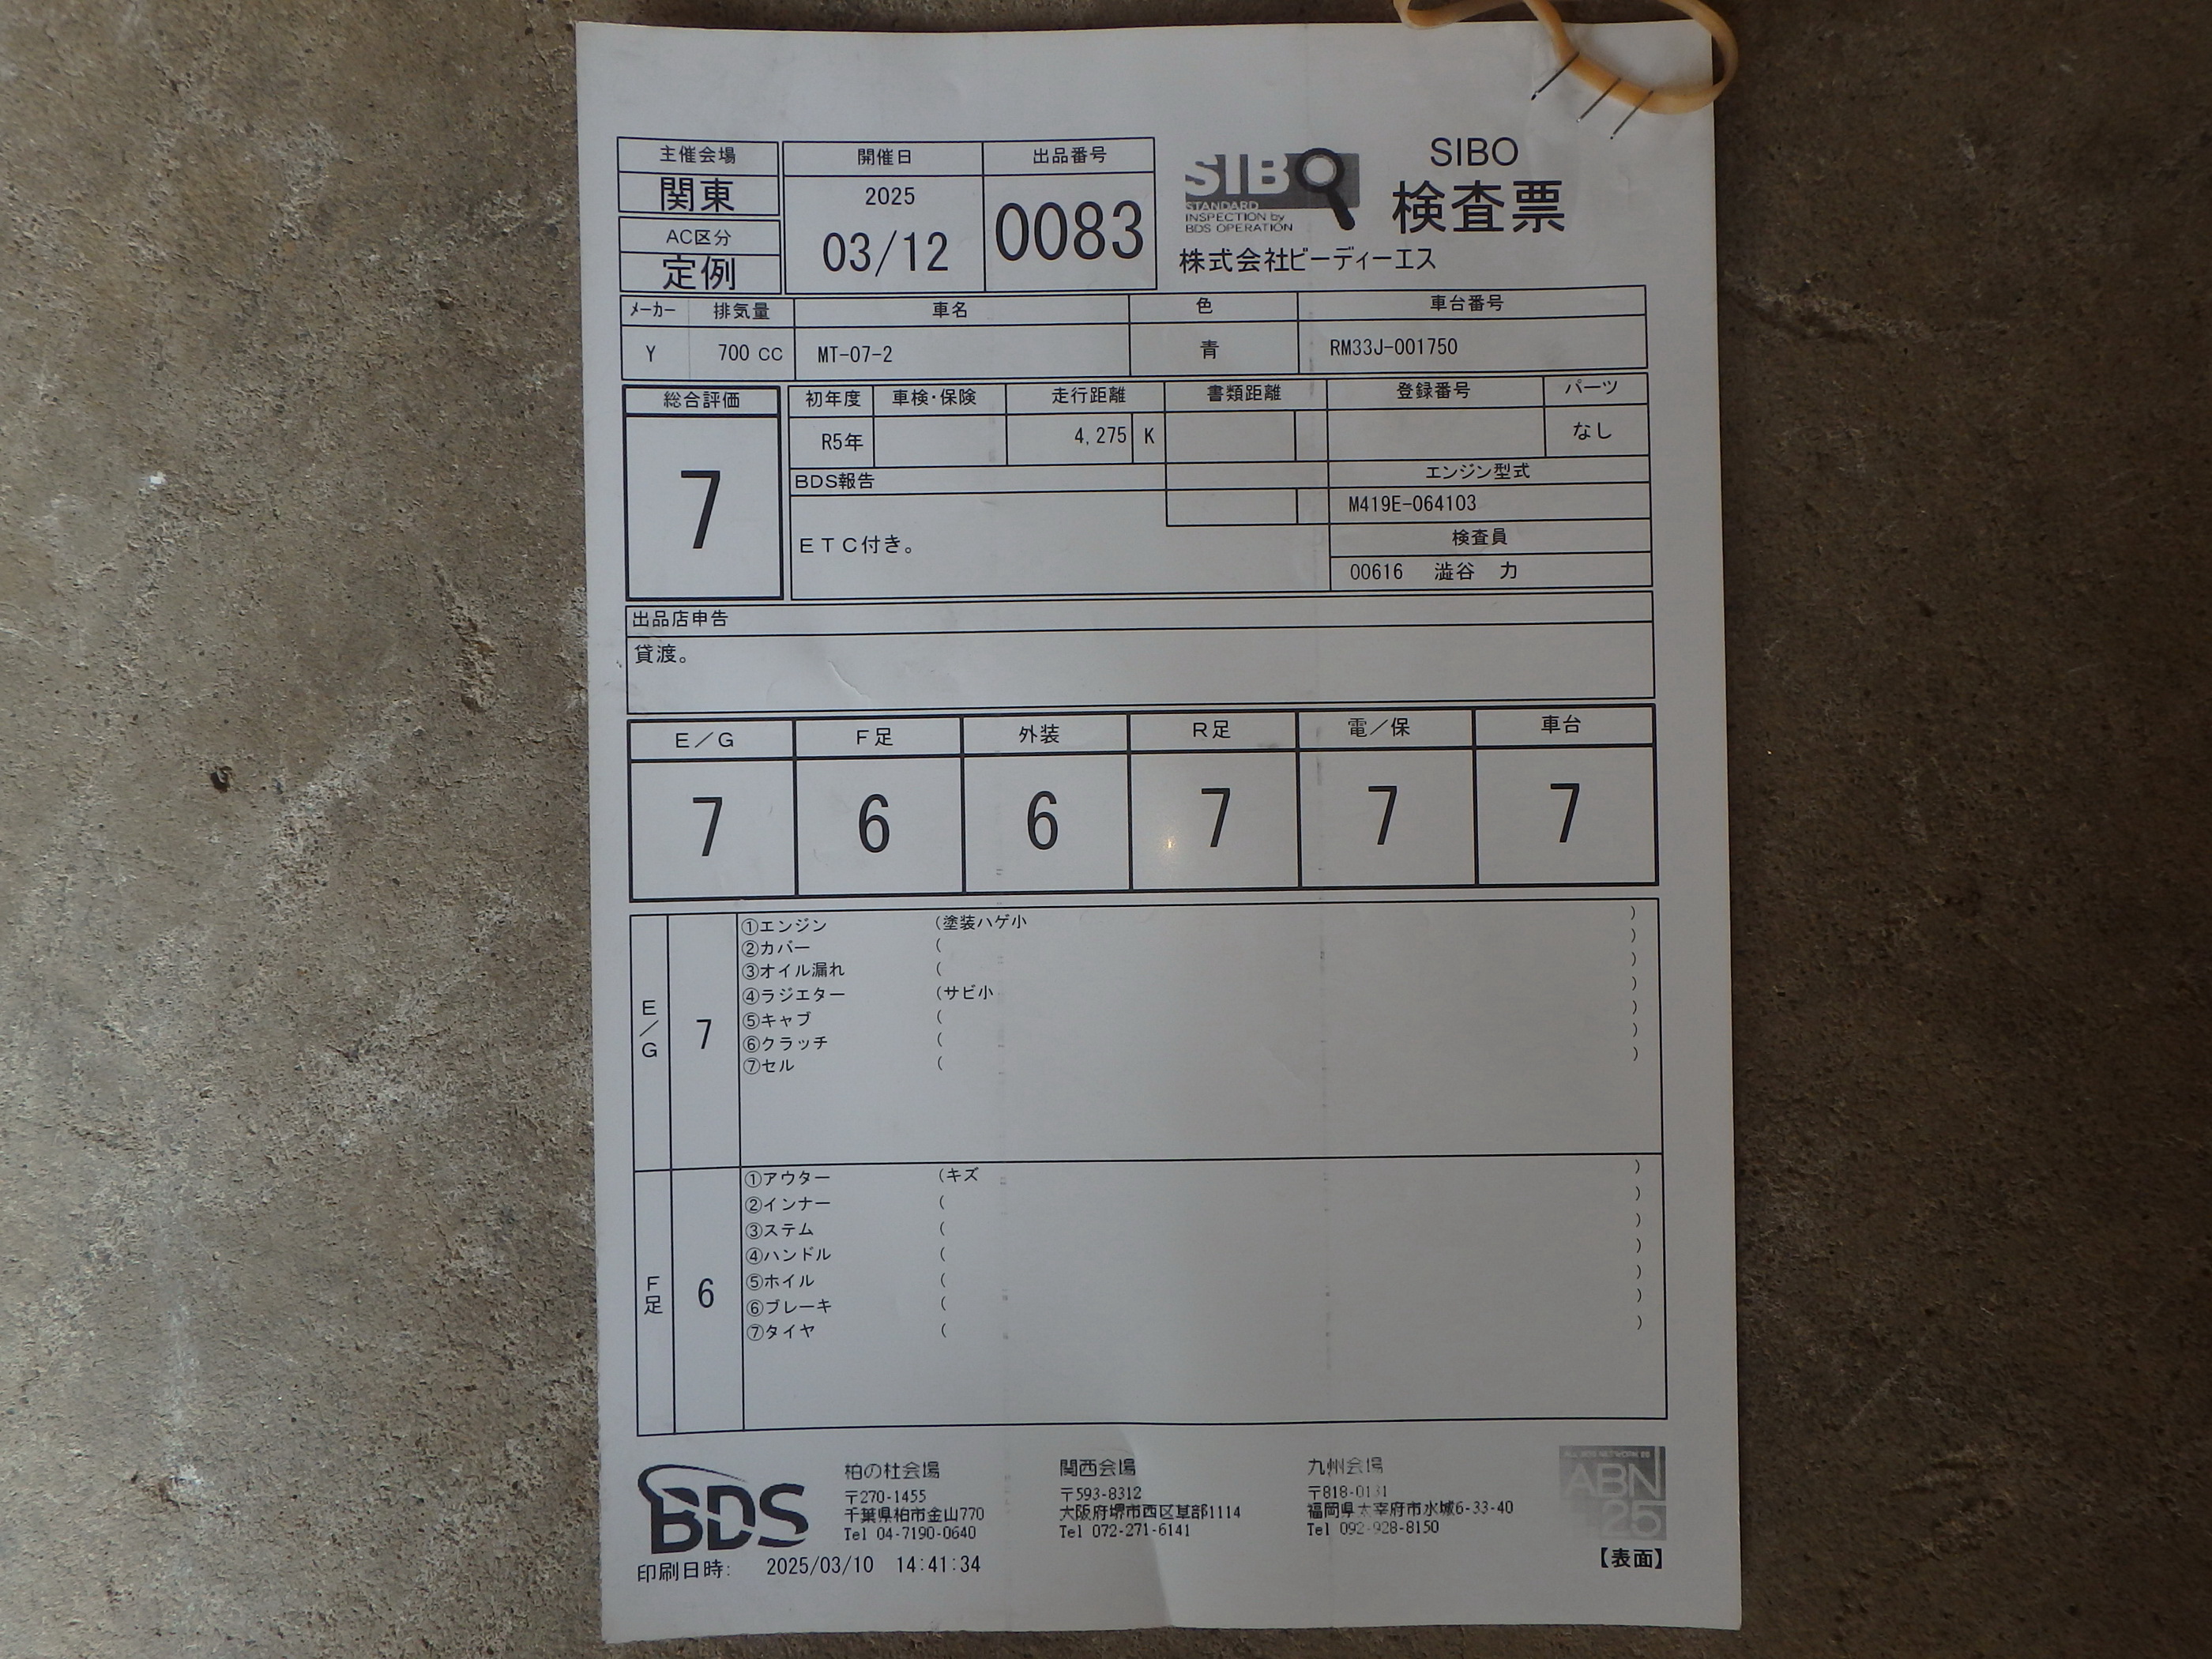 主催会場
関東
AC区分
定例
開催日
2025
03/12
出品番号
0083
SIBO
STANDARD
INSPECTION by
BDS OPERATION
SIBO
検査票
株式会社ビーディーエス
メーカー 排気量 車名 色 車台番号
Y 700 CC MT-07-2 青 RM33J-001750
総合評価 初年度 車検・保険 走行距離 書類距離 登録番号 パーツ
7 R5年 4,275 K なし
BDS報告
ETC付き。
エンジン型式
M419E-064103
検査員
00616 澁谷 力
出品店申告
貸渡。
E/G F足 外装 R足 電/保 車台
7 6 6 7 7 7
E/G 7
①エンジン (塗装ハゲ小 )
②カバー ( )
③オイル漏れ ( )
④ラジエター (サビ小 )
⑤キャブ ( )
⑥クラッチ ( )
⑦セル ( )
F足 6
①アウター (キズ )
②インナー ( )
③ステム ( )
④ハンドル ( )
⑤ホイル ( )
⑥ブレーキ ( )
⑦タイヤ ( )
BDS
柏の杜会場
〒270-1455
千葉県柏市金山770
Tel 04-7190-0640
関西会場
〒593-8312
大阪府堺市西区草部1114
Tel 072-271-6141
九州会場
〒818-0131
福岡県太宰府市水城6-33-40
Tel 092-928-8150
ALL BDS NETWORK 25
ABN
25
印刷日時: 2025/03/10 14:41:34
【表面】